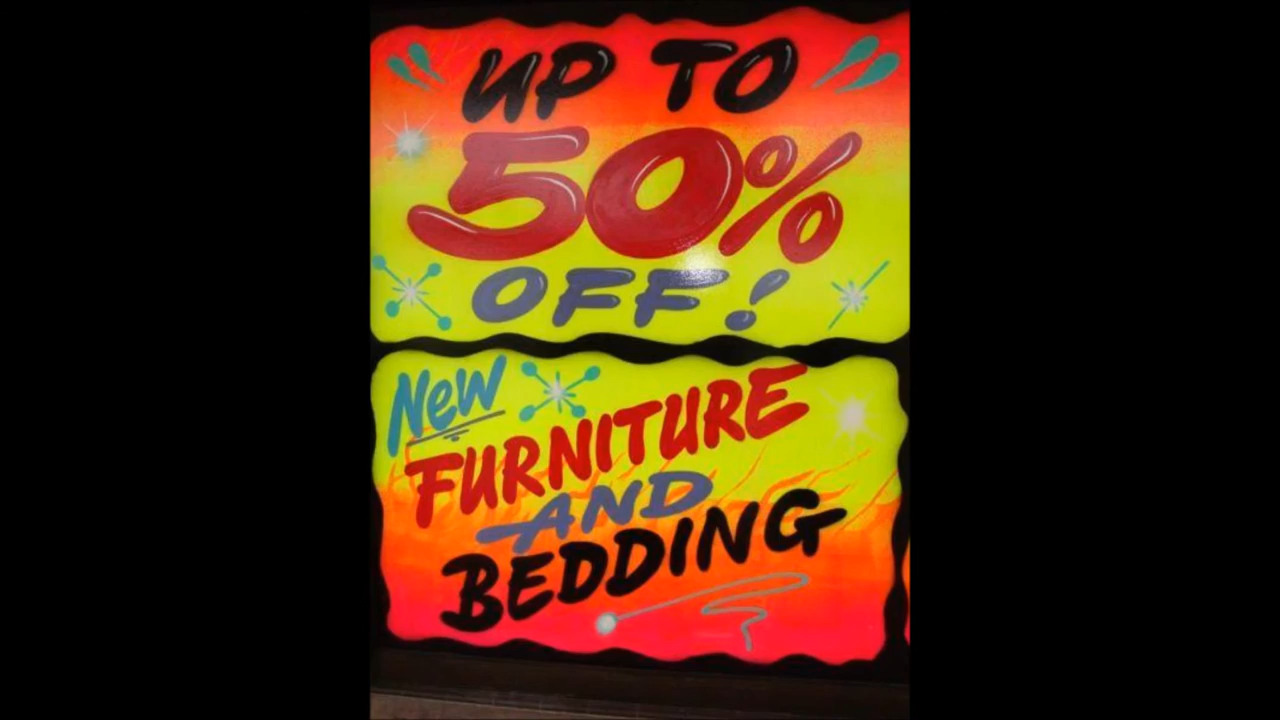 UP TO
50%
OFF!
New
FURNITURE
AND
BEDDING